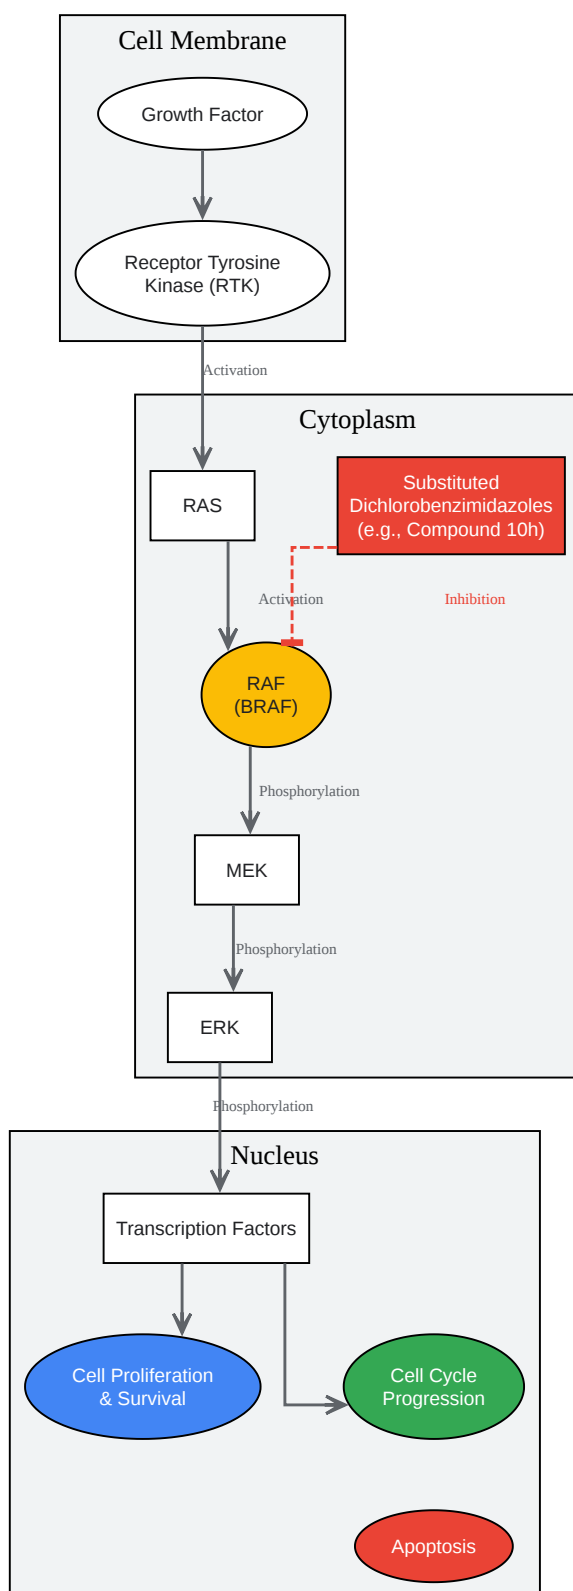 Cell Membrane
Growth Factor
Receptor Tyrosine
Kinase (RTK)
Activation
Cytoplasm
Substituted
Dichlorobenzimidazoles
(e.g., Compound 10h)
RAS
Activation
Inhibition
RAF
(BRAF)
Phosphorylation
MEK
Phosphorylation
ERK
Phosphorylation
Nucleus
Transcription Factors
Cell Proliferation
& Survival
Cell Cycle
Progression
Apoptosis